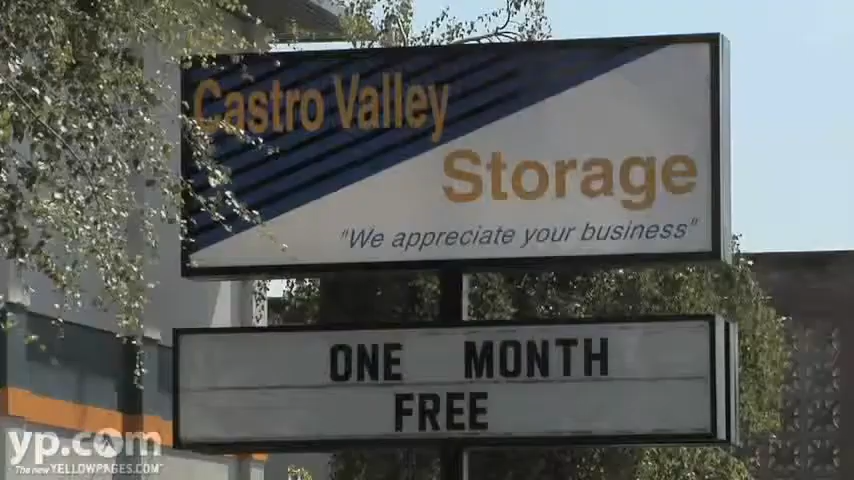 Castro Valley
Storage
"We appreciate your business"
ONE MONTH
FREE
yp.com
The new YELLOWPAGES.COM